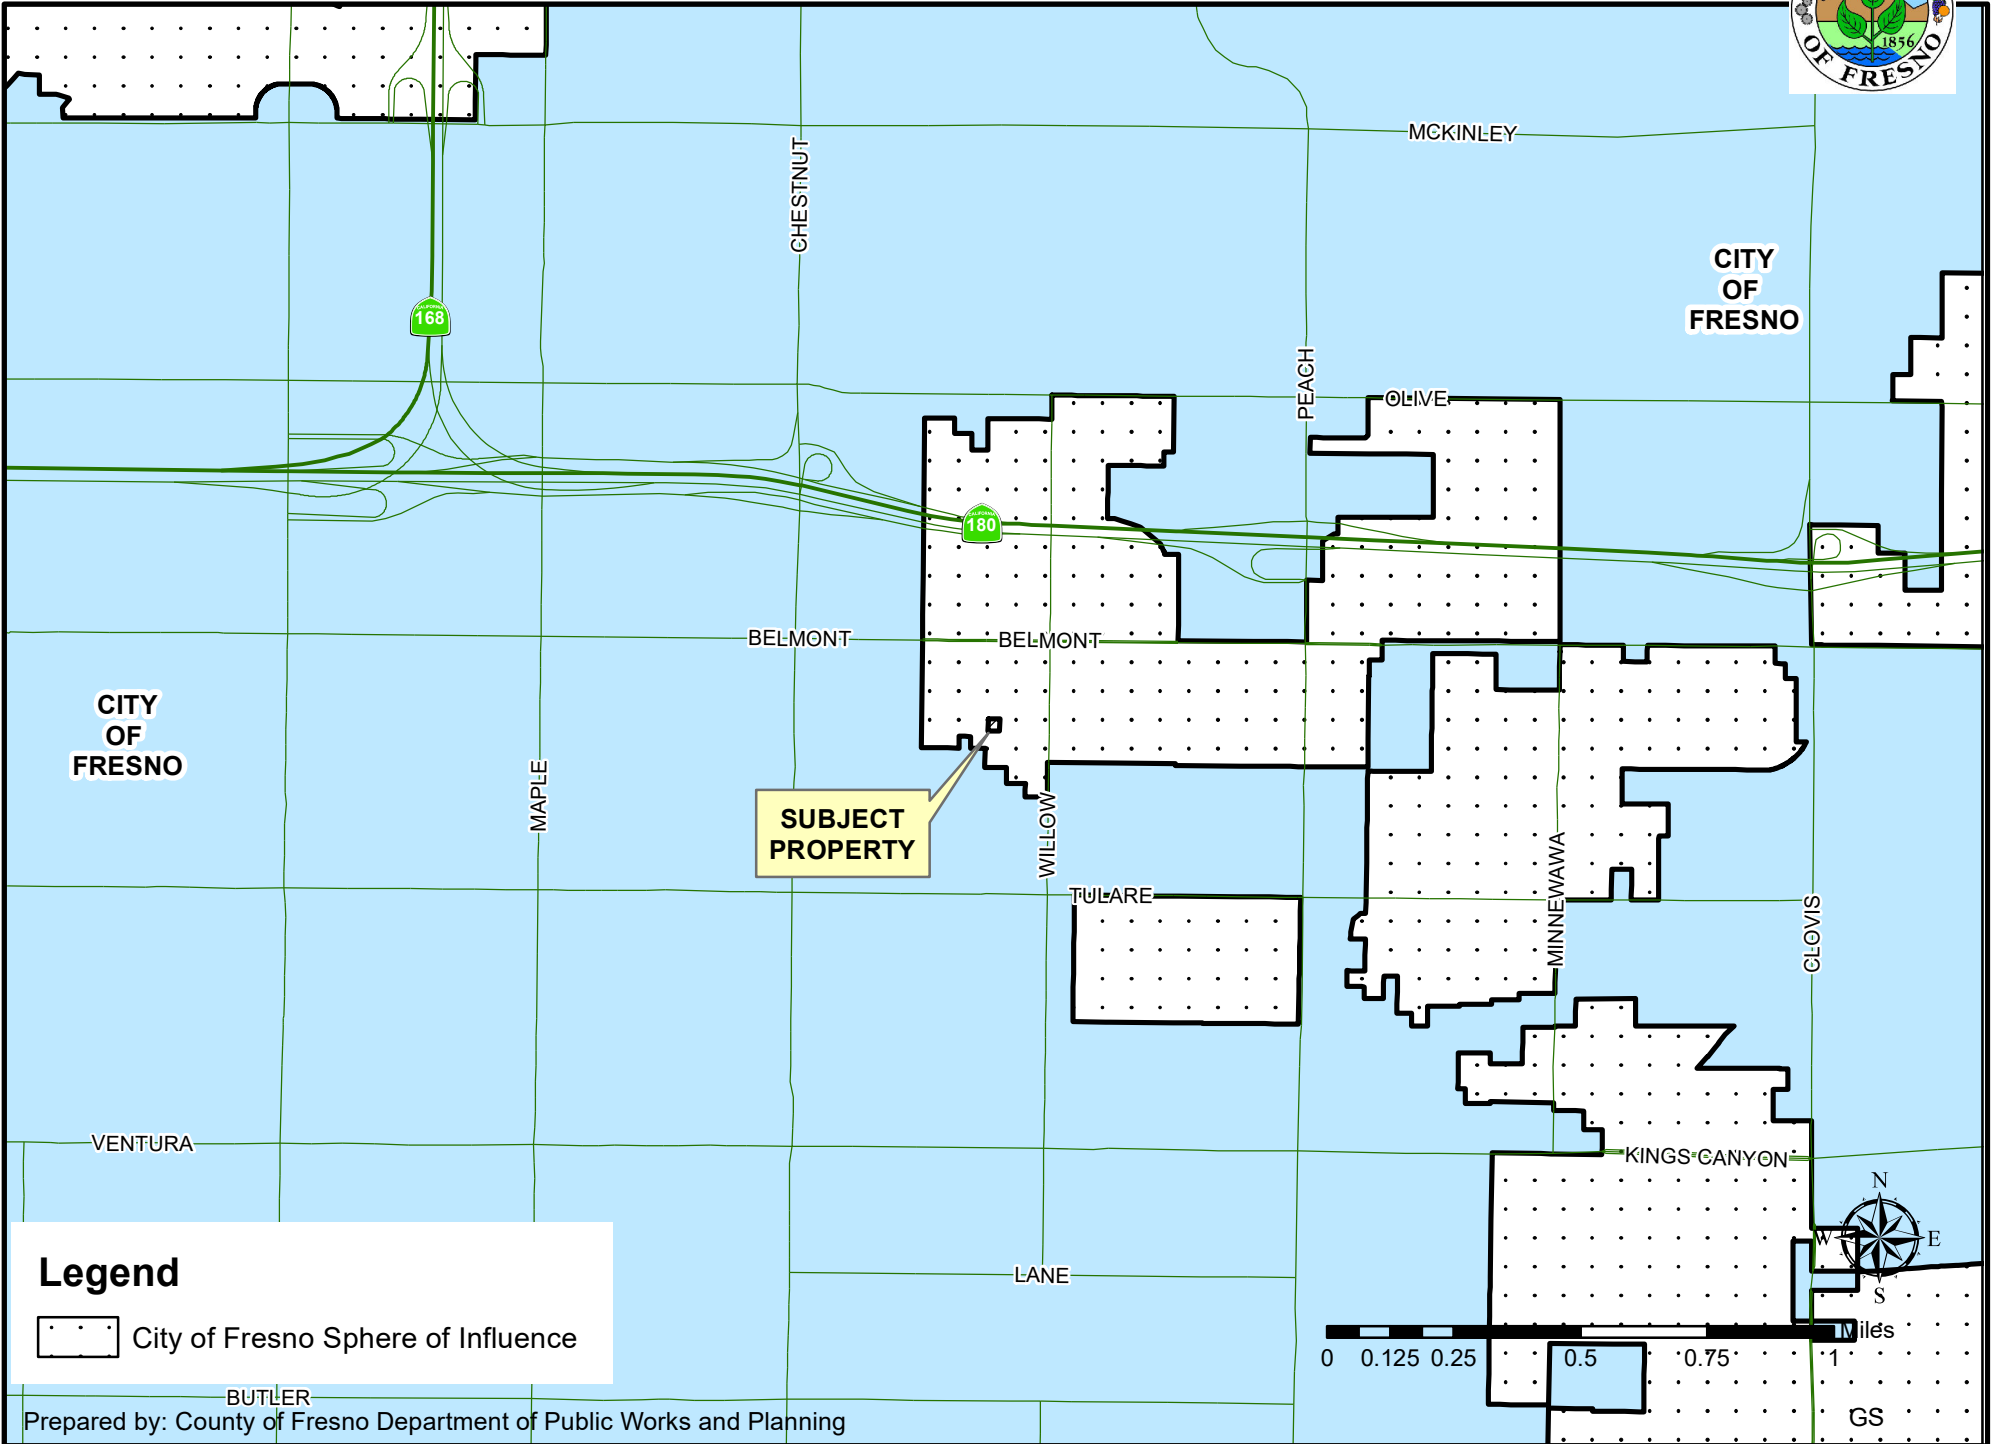 1856
OF FRESNO
MCKINLEY
CHESTNUT
CITY
OF
FRESNO
CALIFORNIA
168
PEACH
OLIVE
CALIFORNIA
180
BELMONT
BELMONT
CITY
OF
FRESNO
MAPLE
SUBJECT
PROPERTY
WILLOW
MINNEWAWA
TULARE
CLOVIS
VENTURA
KINGS CANYON
N
W
E
S
Legend
City of Fresno Sphere of Influence
LANE
Miles
0 0.125 0.25 0.5 0.75 1
BUTLER
Prepared by: County of Fresno Department of Public Works and Planning
GS